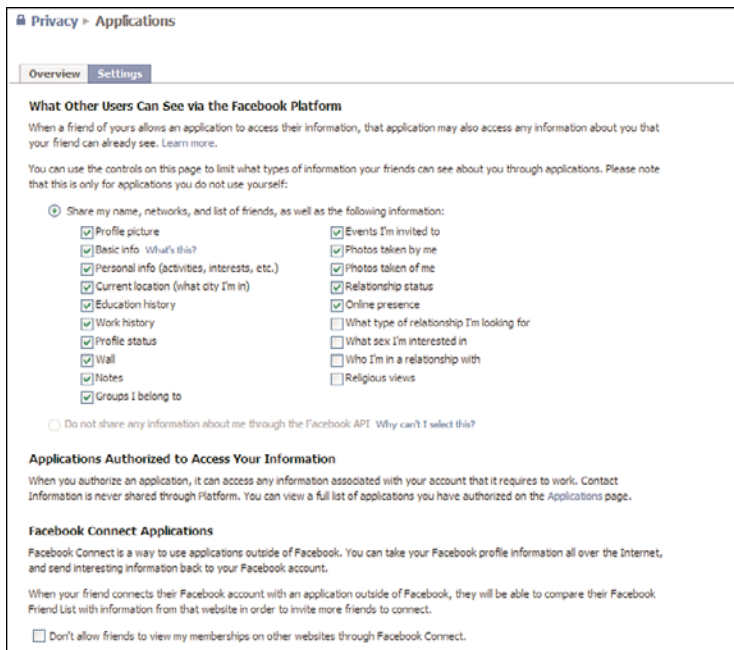 Privacy ▸ Applications
Overview Settings
What Other Users Can See via the Facebook Platform
When a friend of yours allows an application to access their information, that application may also access any information about you that
your friend can already see. Learn more.
You can use the controls on this page to limit what types of information your friends can see about you through applications. Please note
that this is only for applications you do not use yourself:
Share my name, networks, and list of friends, as well as the following information:
Profile picture
Basic info What's this?
Personal info (activities, interests, etc.)
Current location (what city I'm in)
Education history
Work history
Profile status
Wall
Notes
Groups I belong to
Events I'm invited to
Photos taken by me
Photos taken of me
Relationship status
Online presence
What type of relationship I'm looking for
What sex I'm interested in
Who I'm in a relationship with
Religious views
Do not share any information about me through the Facebook API Why can't I select this?
Applications Authorized to Access Your Information
When you authorize an application, it can access any information associated with your account that it requires to work. Contact
Information is never shared through Platform. You can view a full list of applications you have authorized on the Applications page.
Facebook Connect Applications
Facebook Connect is a way to use applications outside of Facebook. You can take your Facebook profile information all over the Internet,
and send interesting information back to your Facebook account.
When your friend connects their Facebook account with an application outside of Facebook, they will be able to compare their Facebook
Friend List with information from that website in order to invite more friends to connect.
Don't allow friends to view my memberships on other websites through Facebook Connect.